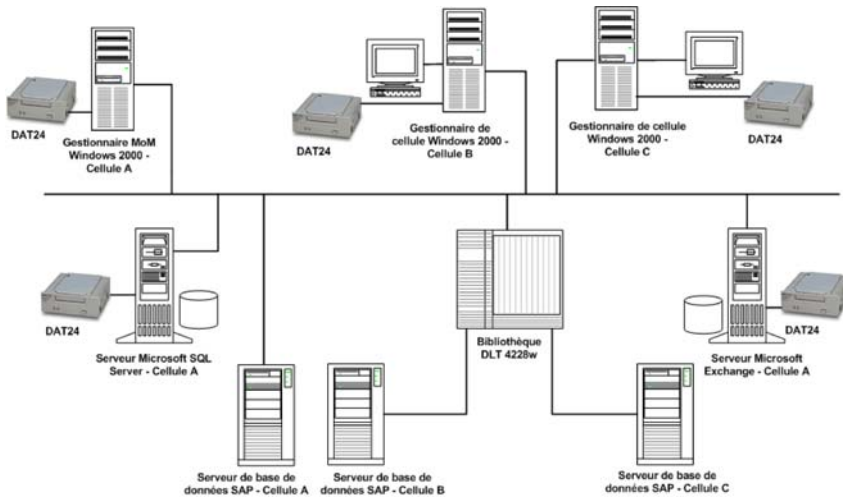 DAT24
Gestionnaire MoM
Windows 2000 -
Cellule A
DAT24
Gestionnaire de
cellule Windows 2000 -
Cellule B
Gestionnaire de cellule
Windows 2000 -
Cellule C
DAT24
DAT24
Serveur Microsoft SQL
Server - Cellule A
Bibliothèque
DLT 4228w
DAT24
Serveur Microsoft
Exchange - Cellule A
Serveur de base de
données SAP - Cellule A
Serveur de base de
données SAP - Cellule B
Serveur de base de
données SAP - Cellule C